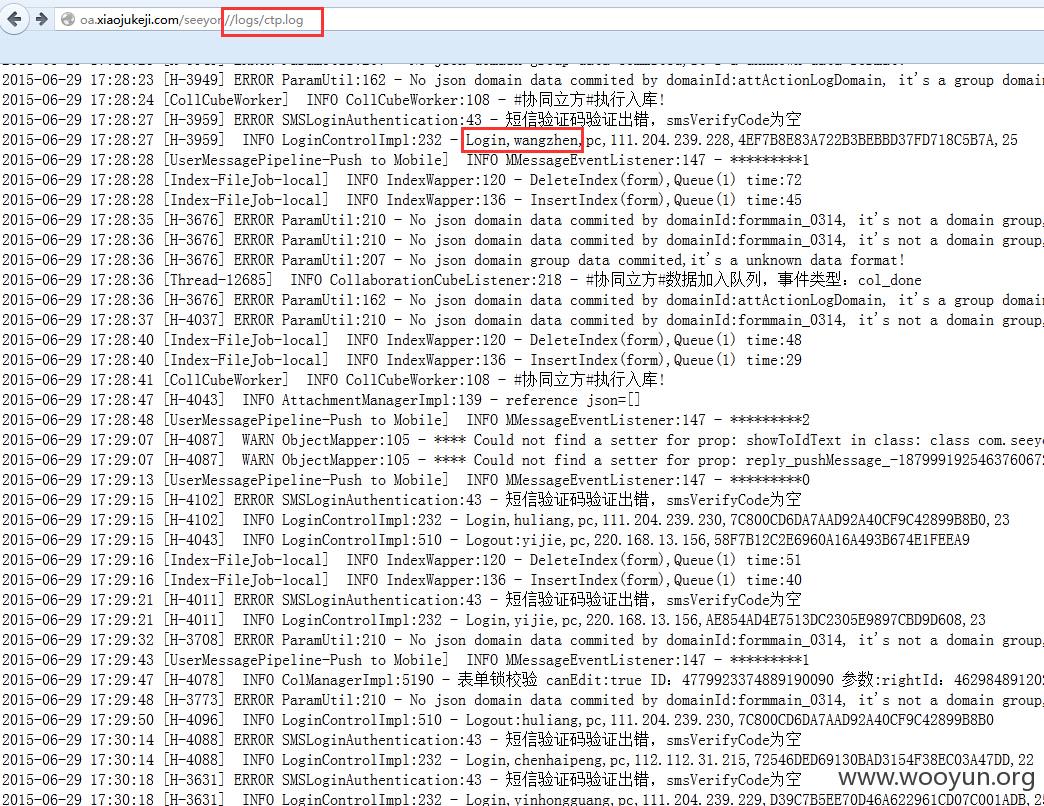 oa.xiaojukeji.com/seeyon//logs/ctp.log
2015-06-29 17:28:23 [H-3949] ERROR ParamUtil:162 - No json domain data commited by domainId:attActionLogDomain, it's a group domain
2015-06-29 17:28:24 [CollCubeWorker]  INFO CollCubeWorker:108 - #协同立方#执行入库!
2015-06-29 17:28:27 [H-3959] ERROR SMSLoginAuthentication:43 - 短信验证码验证出错，smsVerifyCode为空
2015-06-29 17:28:27 [H-3959]  INFO LoginControlImpl:232 - Login,wangzhen,pc,111.204.239.228,4EF7B8E83A722B3BEBBD37FD718C5B7A,25
2015-06-29 17:28:27 [UserMessagePipeline-Push to Mobile]  INFO MMessageEventListener:147 - *********1
2015-06-29 17:28:28 [Index-FileJob-local]  INFO IndexWapper:120 - DeleteIndex(form),Queue(1) time:72
2015-06-29 17:28:28 [Index-FileJob-local]  INFO IndexWapper:136 - InsertIndex(form),Queue(1) time:45
2015-06-29 17:28:35 [H-3676] ERROR ParamUtil:210 - No json domain data commited by domainId:formmain_0314, it's not a domain group,
2015-06-29 17:28:36 [H-3676] ERROR ParamUtil:210 - No json domain data commited by domainId:formmain_0314, it's not a domain group,
2015-06-29 17:28:36 [H-3676] ERROR ParamUtil:207 - No json domain group data commited,it's a unknown data format!
2015-06-29 17:28:36 [Thread-12685]  INFO CollaborationCubeListener:218 - #协同立方#数据加入队列，事件类型：col_done
2015-06-29 17:28:36 [H-3676] ERROR ParamUtil:162 - No json domain data commited by domainId:attActionLogDomain, it's a group domain
2015-06-29 17:28:37 [H-4037] ERROR ParamUtil:210 - No json domain data commited by domainId:formmain_0314, it's not a domain group,
2015-06-29 17:28:40 [Index-FileJob-local]  INFO IndexWapper:120 - DeleteIndex(form),Queue(1) time:48
2015-06-29 17:28:40 [Index-FileJob-local]  INFO IndexWapper:136 - InsertIndex(form),Queue(1) time:29
2015-06-29 17:28:41 [CollCubeWorker]  INFO CollCubeWorker:108 - #协同立方#执行入库!
2015-06-29 17:28:47 [H-4043]  INFO AttachmentManagerImpl:139 - reference json=[]
2015-06-29 17:28:48 [UserMessagePipeline-Push to Mobile]  INFO MMessageEventListener:147 - *********2
2015-06-29 17:29:07 [H-4087]  WARN ObjectMapper:105 - **** Could not find a setter for prop: showToIdText in class: class com.seeyo
2015-06-29 17:29:07 [H-4087]  WARN ObjectMapper:105 - **** Could not find a setter for prop: reply_pushMessage_-1879991925463760672
2015-06-29 17:29:13 [UserMessagePipeline-Push to Mobile]  INFO MMessageEventListener:147 - *********0
2015-06-29 17:29:15 [H-4102] ERROR SMSLoginAuthentication:43 - 短信验证码验证出错，smsVerifyCode为空
2015-06-29 17:29:15 [H-4102]  INFO LoginControlImpl:232 - Login,huliang,pc,111.204.239.230,7C800CD6DA7AAD92A40CF9C42899B8B0,23
2015-06-29 17:29:15 [H-4043]  INFO LoginControlImpl:510 - Logout:yijie,pc,220.168.13.156,58F7B12C2E6960A16A493B674E1FEEA9
2015-06-29 17:29:16 [Index-FileJob-local]  INFO IndexWapper:120 - DeleteIndex(form),Queue(1) time:51
2015-06-29 17:29:16 [Index-FileJob-local]  INFO IndexWapper:136 - InsertIndex(form),Queue(1) time:40
2015-06-29 17:29:21 [H-4011] ERROR SMSLoginAuthentication:43 - 短信验证码验证出错，smsVerifyCode为空
2015-06-29 17:29:21 [H-4011]  INFO LoginControlImpl:232 - Login,yijie,pc,220.168.13.156,AE854AD4E7513DC2305E9897CBD9D608,23
2015-06-29 17:29:32 [H-3708] ERROR ParamUtil:210 - No json domain data commited by domainId:formmain_0314, it's not a domain group,
2015-06-29 17:29:43 [UserMessagePipeline-Push to Mobile]  INFO MMessageEventListener:147 - *********1
2015-06-29 17:29:47 [H-4078]  INFO ColManagerImpl:5190 - 表单锁校验 canEdit:true ID：4779923374889190090 参数:rightId：46298489120
2015-06-29 17:29:48 [H-3773] ERROR ParamUtil:210 - No json domain data commited by domainId:formmain_0314, it's not a domain group,
2015-06-29 17:29:50 [H-4096]  INFO LoginControlImpl:510 - Logout:huliang,pc,111.204.239.230,7C800CD6DA7AAD92A40CF9C42899B8B0
2015-06-29 17:30:14 [H-4088] ERROR SMSLoginAuthentication:43 - 短信验证码验证出错，smsVerifyCode为空
2015-06-29 17:30:14 [H-4088]  INFO LoginControlImpl:232 - Login,chenhaipeng,pc,112.112.31.215,72546DED69130BAD3154F38EC03A47DD,22
2015-06-29 17:30:18 [H-3631] ERROR SMSLoginAuthentication:43 - 短信验证码验证出错，smsVerifyCode为空
www.wooyun.org
2015-06-29 17:30:18 [H-3631]  INFO LoginControlImpl:232 - Login,yinhongguang,pc,111.204.239.229,D39C7B5EE70D46A622961CD07C001ADB,25